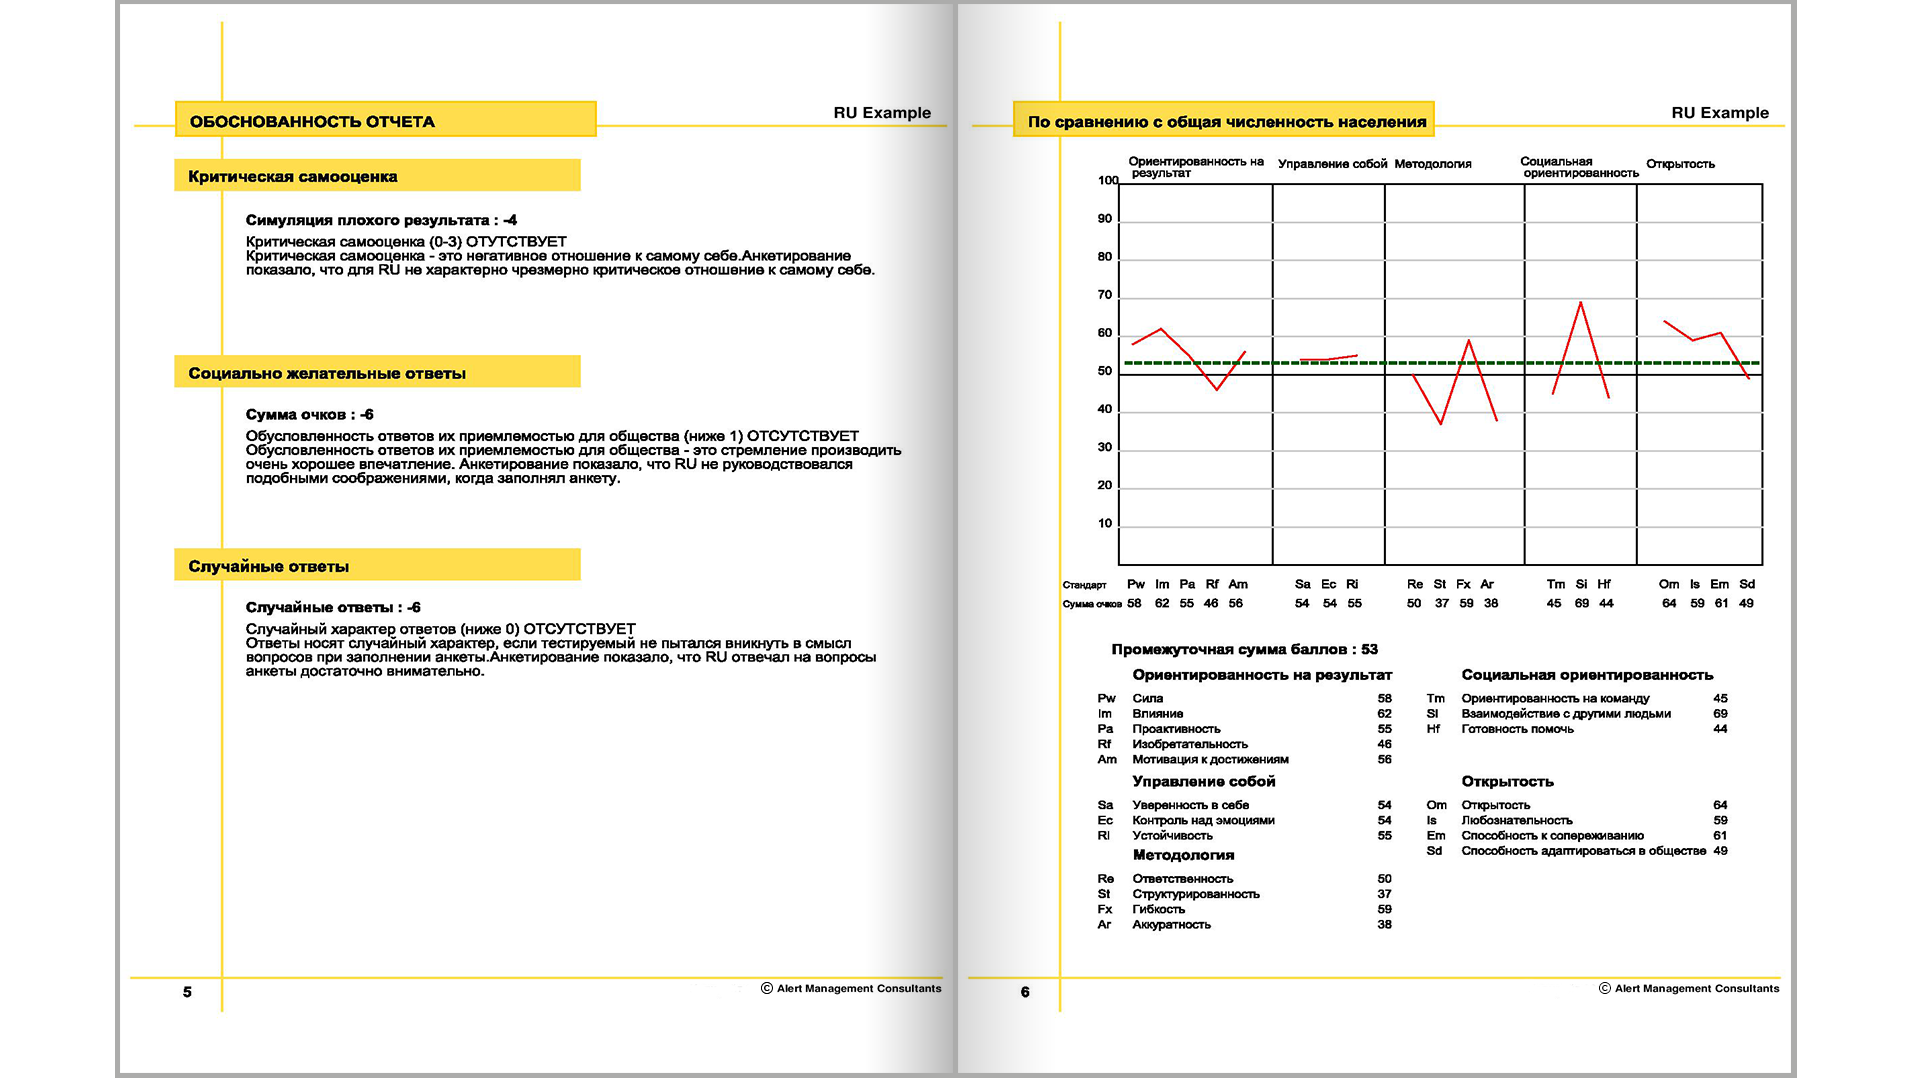 RU Example
ОБОСНОВАННОСТЬ ОТЧЕТА
Критическая самооценка
Симуляция плохого результата : -4
Критическая самооценка (0-3) ОТУТСТВУЕТ
Критическая самооценка - это негативное отношение к самому себе.Анкетирование
показало, что для RU не характерно чрезмерно критическое отношение к самому себе.
Социально желательные ответы
Сумма очков : -6
Обусловленность ответов их приемлемостью для общества (ниже 1) ОТСУТСТВУЕТ
Обусловленность ответов их приемлемостью для общества - это стремление производить
очень хорошее впечатление. Анкетирование показало, что RU не руководствовался
подобными соображениями, когда заполнял анкету.
Случайные ответы
Случайные ответы : -6
Случайный характер ответов (ниже 0) ОТСУТСТВУЕТ
Ответы носят случайный характер, если тестируемый не пытался вникнуть в смысл
вопросов при заполнении анкеты.Анкетирование показало, что RU отвечал на вопросы
анкеты достаточно внимательно.
5
© Alert Management Consultants
RU Example
По сравнению с общая численность населения
Ориентированность на
результат
Управление собой
Методология
Социальная
ориентированность
Открытость
100
90
80
70
60
50
40
30
20
10
Стандарт Pw Im Pa Rf Am Sa Ec Ri Re St Fx Ar Tm Si Hf Om Is Em Sd
Сумма очков 58 62 55 46 56 54 54 55 50 37 59 38 45 69 44 64 59 61 49
Промежуточная сумма баллов : 53
Ориентированность на результат
Pw Сила 58
Im Влияние 62
Pa Проактивность 55
Rf Изобретательность 46
Am Мотивация к достижениям 56
Управление собой
Sa Уверенность в себе 54
Ec Контроль над эмоциями 54
Ri Устойчивость 55
Методология
Re Ответственность 50
St Структурированность 37
Fx Гибкость 59
Ar Аккуратность 38
Социальная ориентированность
Tm Ориентированность на команду 45
Si Взаимодействие с другими людьми 69
Hf Готовность помочь 44
Открытость
Om Открытость 64
Is Любознательность 59
Em Способность к сопереживанию 61
Sd Способность адаптироваться в обществе 49
6
© Alert Management Consultants